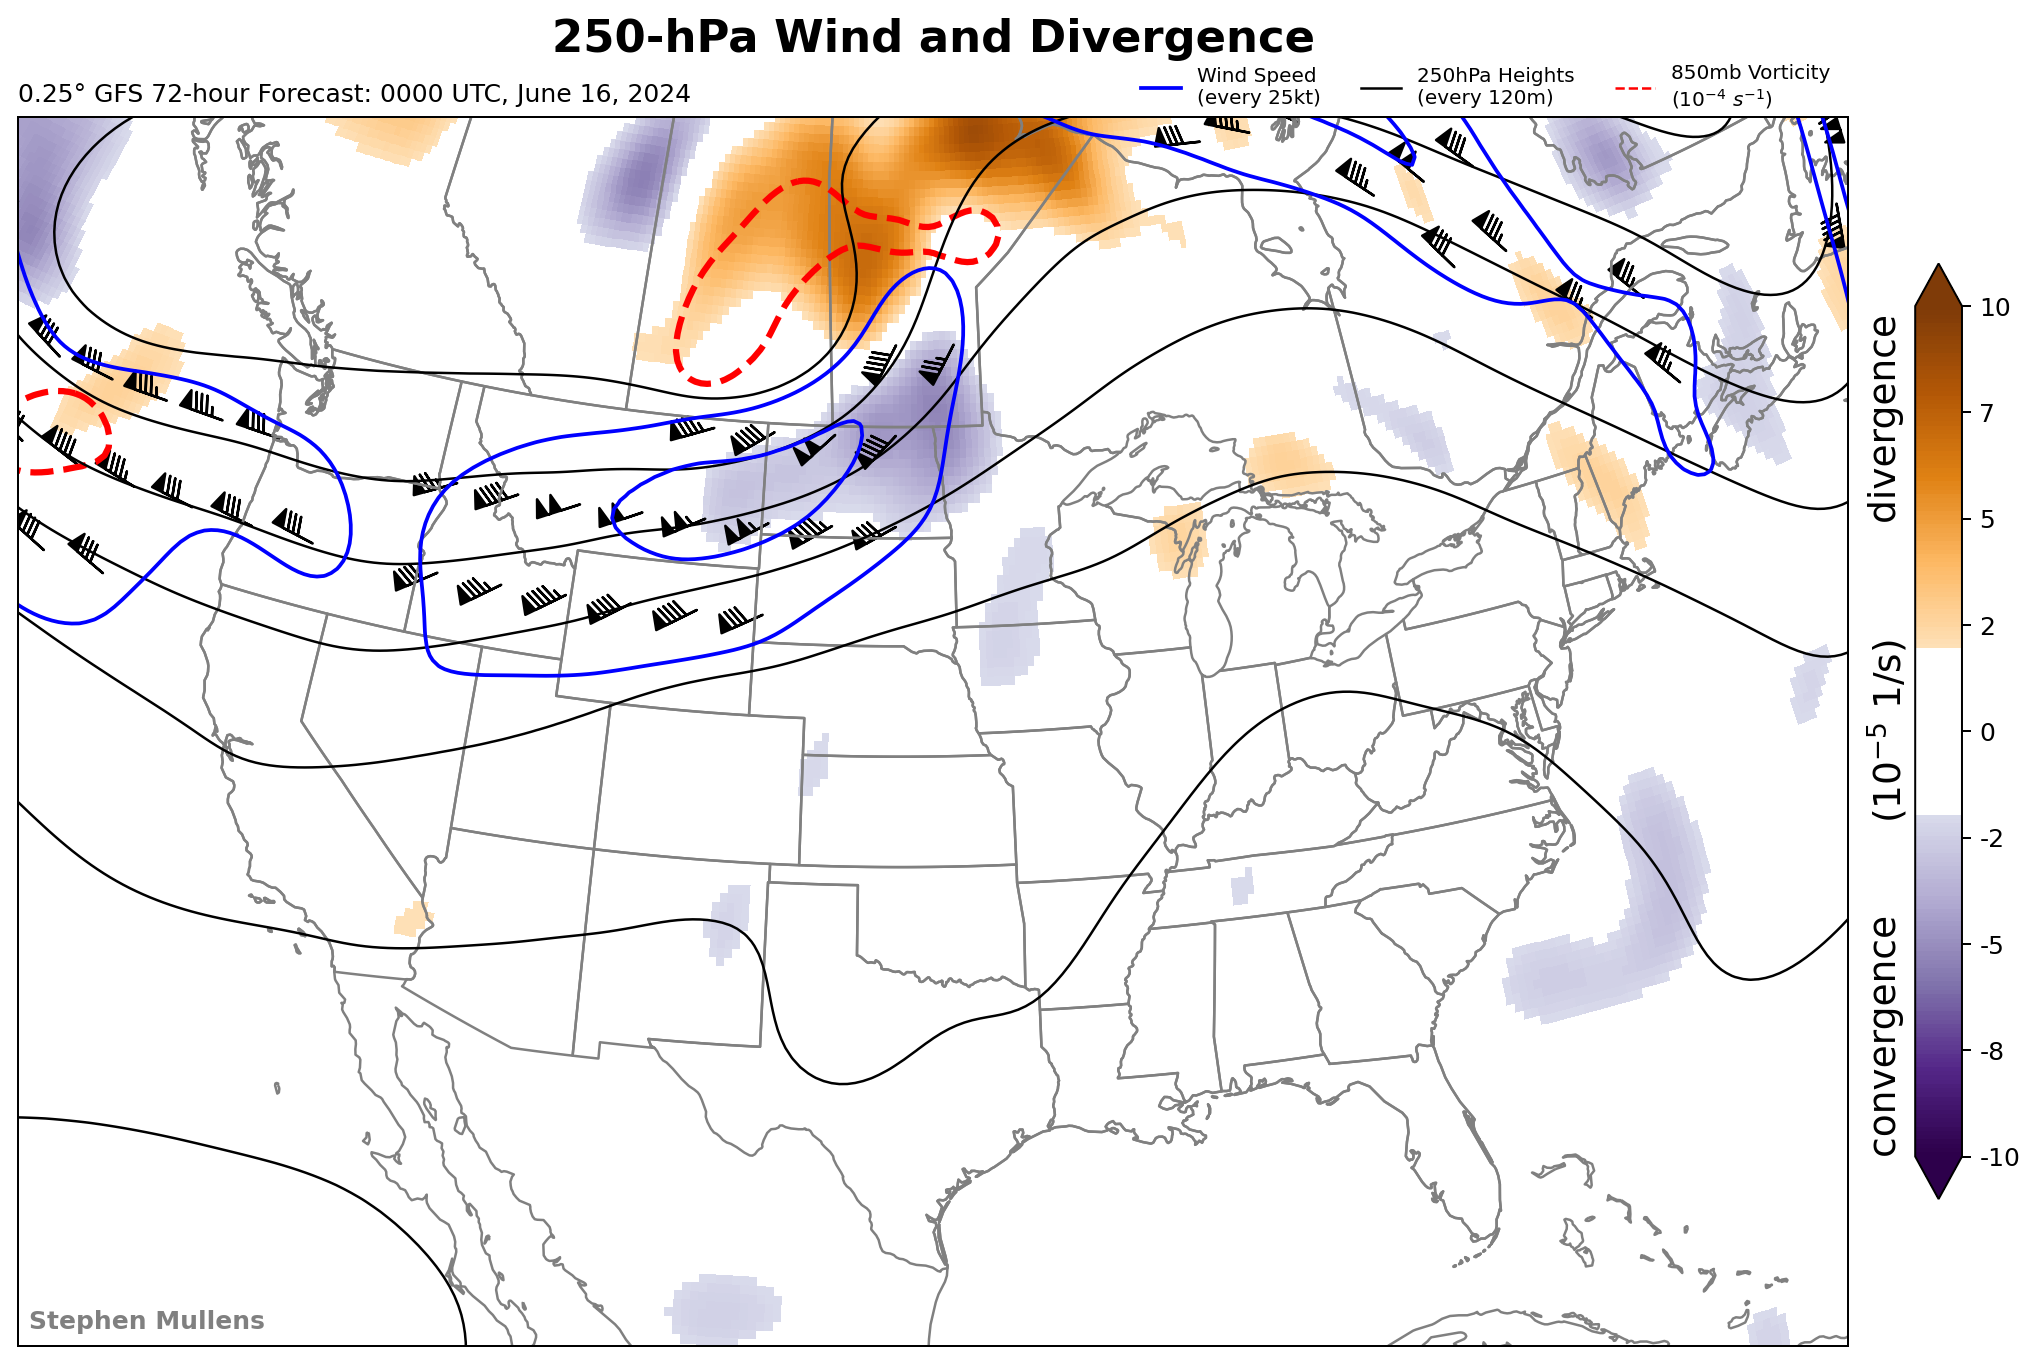 250-hPa Wind and Divergence
0.25° GFS 72-hour Forecast: 0000 UTC, June 16, 2024
Wind Speed
(every 25kt)
250hPa Heights
(every 120m)
850mb Vorticity
(10⁻⁴ s⁻¹)
10
7
5
2
0
-2
-5
-8
-10
convergence (10⁻⁵ 1/s) divergence
Stephen Mullens